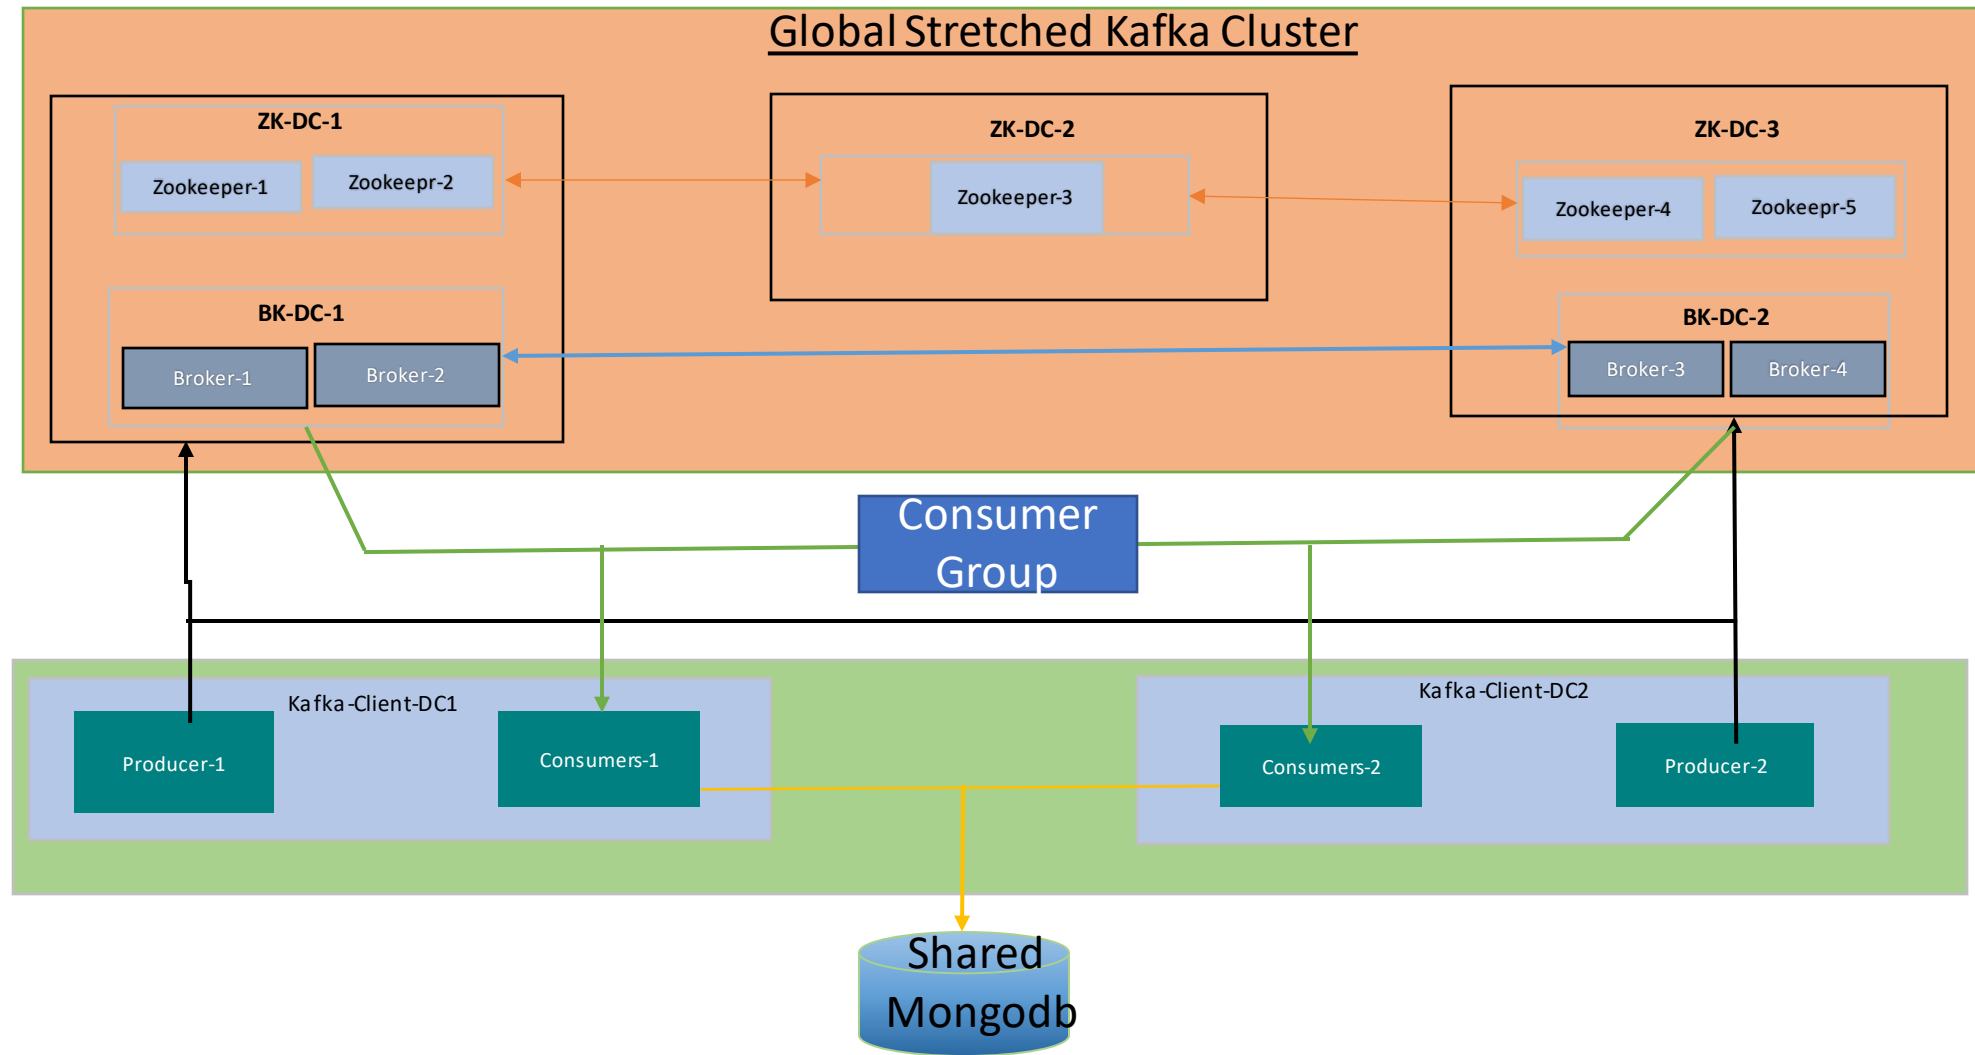 Global Stretched Kafka Cluster
ZK-DC-1
ZK-DC-2
ZK-DC-3
Zookeeper-1
Zookeepr-2
Zookeeper-3
Zookeeper-4
Zookeepr-5
BK-DC-1
BK-DC-2
Broker-1
Broker-2
Broker-3
Broker-4
Consumer
Group
Kafka-Client-DC1
Kafka-Client-DC2
Producer-1
Consumers-1
Consumers-2
Producer-2
Shared
Mongodb